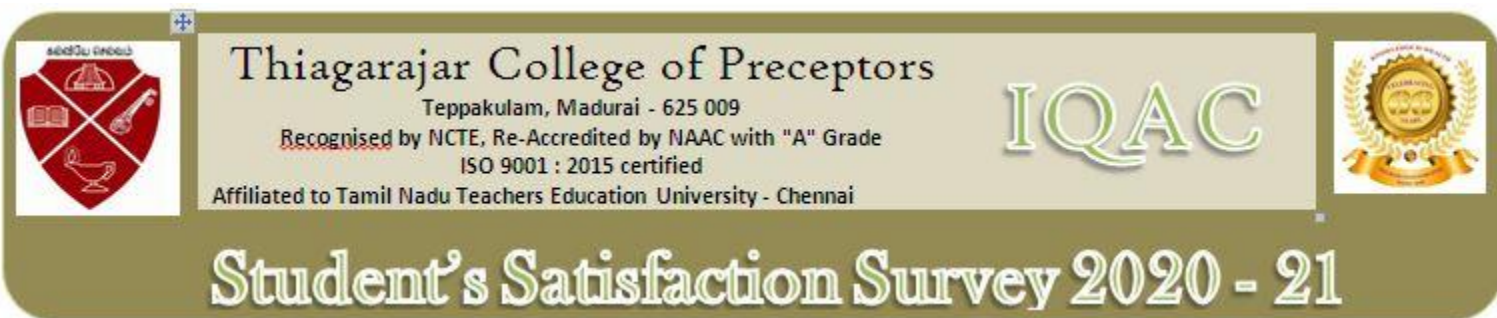 Thiagarajar College of Preceptors
Teppakulam, Madurai - 625 009
Recognised by NCTE, Re-Accredited by NAAC with "A" Grade
ISO 9001 : 2015 certified
Affiliated to Tamil Nadu Teachers Education University - Chennai
IQAC
Student's Satisfaction Survey 2020 - 21